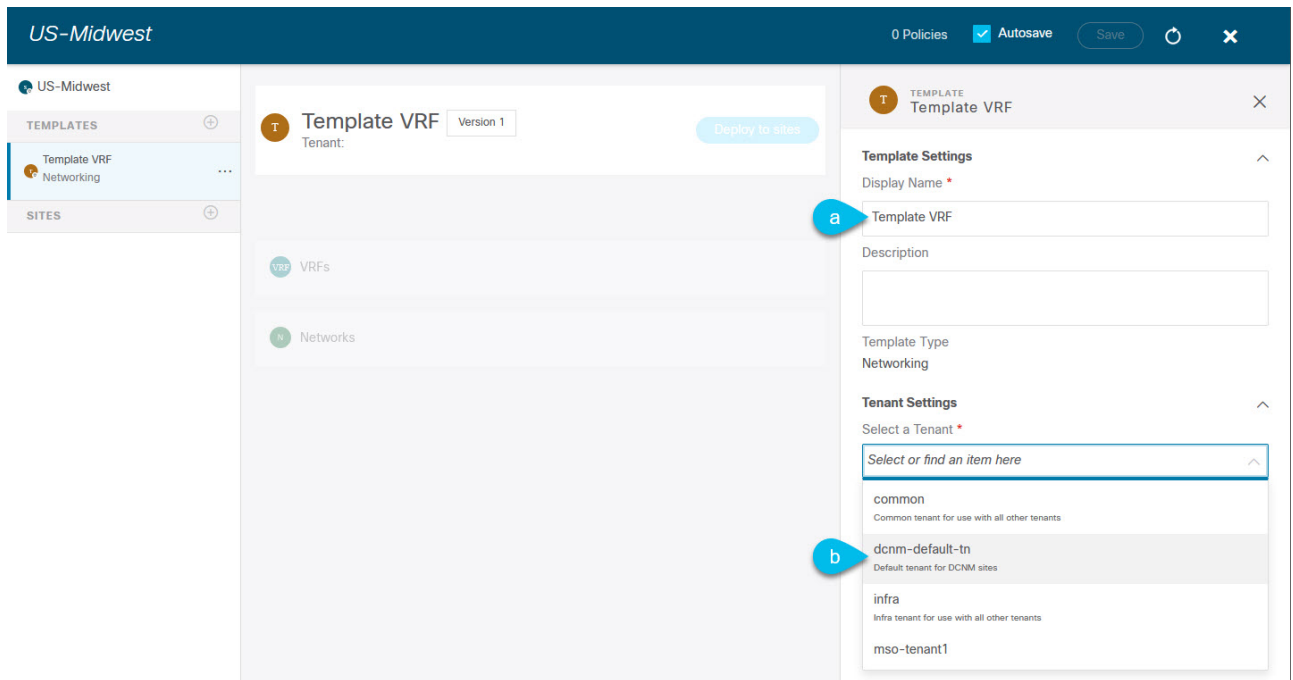 US-Midwest
0 Policies
Autosave
Save
US-Midwest
TEMPLATES
Template VRF
Networking
SITES
T
Template VRF
Version 1
Tenant:
Deploy to sites
VRF
VRFs
N
Networks
T
TEMPLATE
Template VRF
Template Settings
Display Name *
a
Template VRF
Description
Template Type
Networking
Tenant Settings
Select a Tenant *
Select or find an item here
common
Common tenant for use with all other tenants
b
dcnm-default-tn
Default tenant for DCNM sites
infra
Infra tenant for use with all other tenants
mso-tenant1